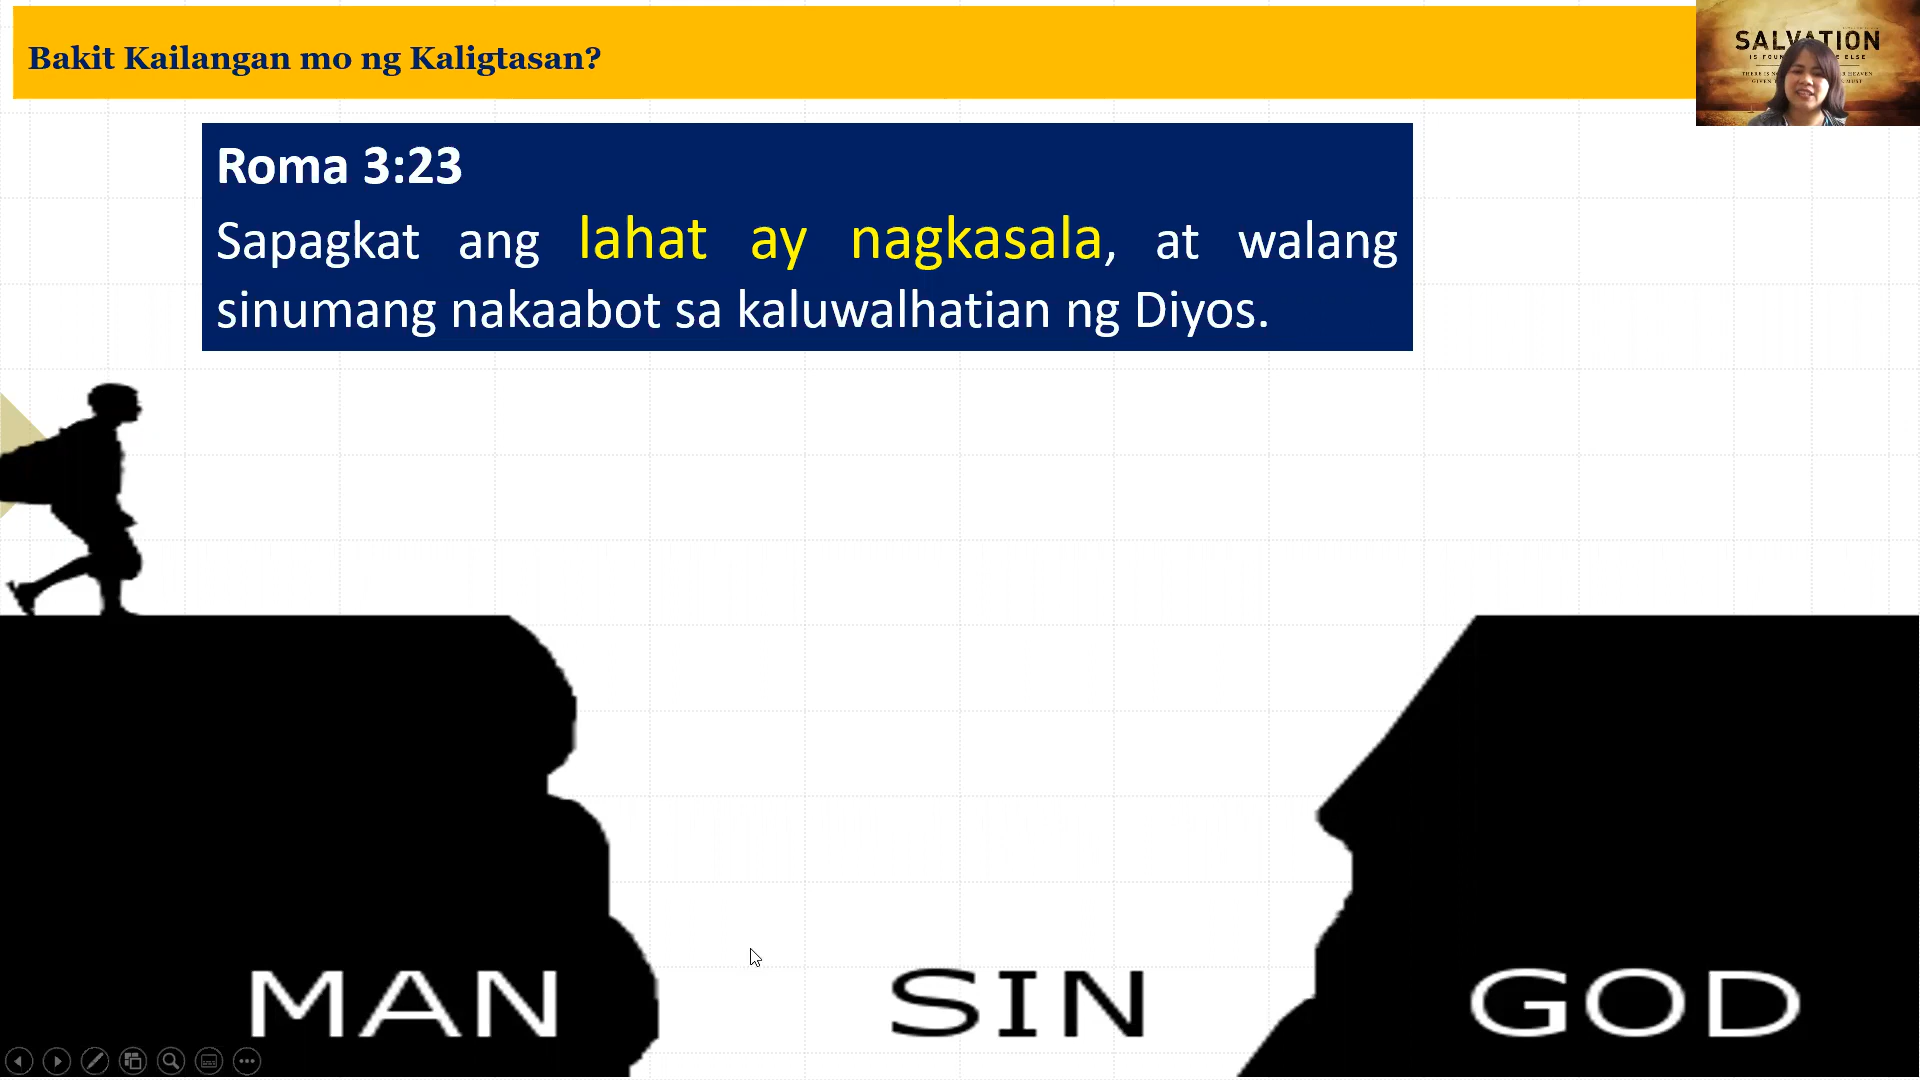 Bakit Kailangan mo ng Kaligtasan?
SALVATION
Roma 3:23
Sapagkat ang lahat ay nagkasala, at walang
sinumang nakaabot sa kaluwalhatian ng Diyos.
MAN SIN GOD